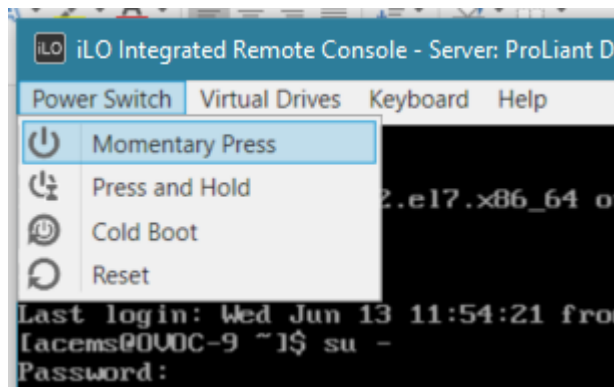 iLO iLO Integrated Remote Console - Server: ProLiant D
Power Switch Virtual Drives Keyboard Help
Momentary Press
Press and Hold
2.el7.x86_64 o
Cold Boot
Reset
Last login: Wed Jun 13 11:54:21 fro
[acems@OVOC-9 ~]$ su -
Password: